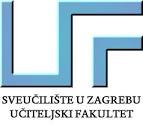 SVEUČILIŠTE U ZAGREBU
UČITELJSKI FAKULTET